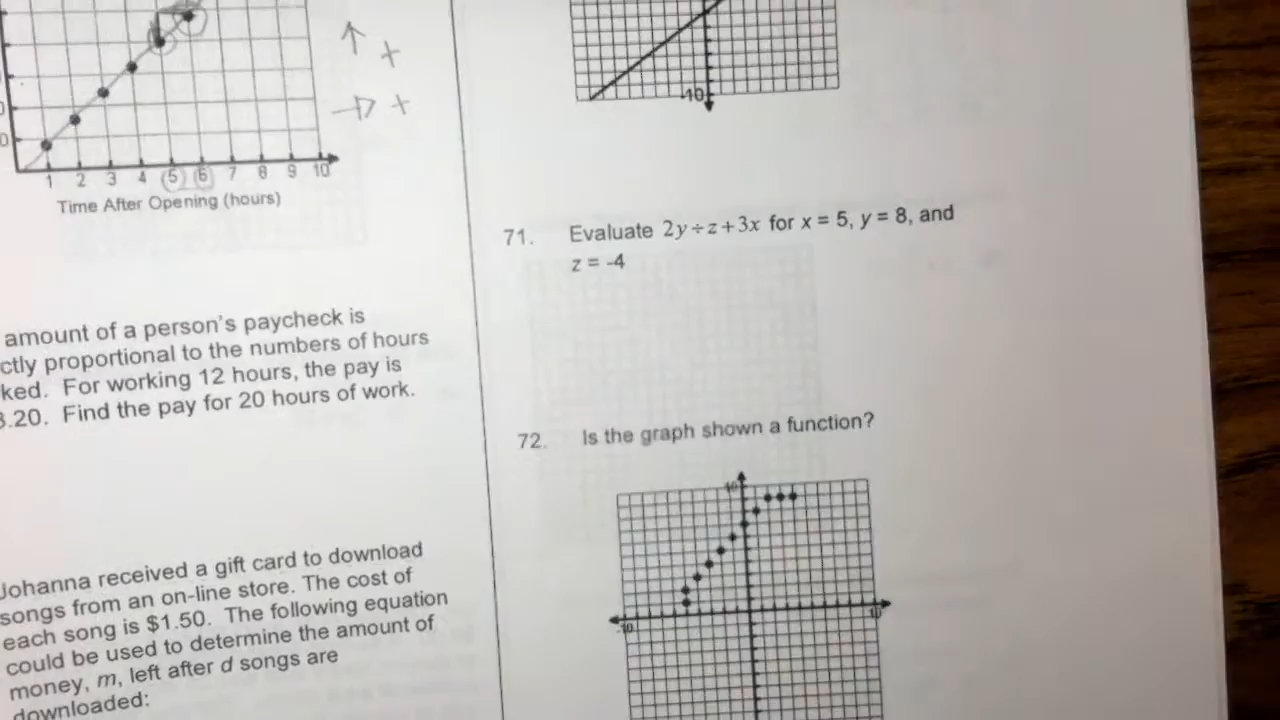 ↑ +
→ +
1 2 3 4 5 6 7 8 9 10
Time After Opening (hours)
amount of a person's paycheck is
ctly proportional to the numbers of hours
ked. For working 12 hours, the pay is
.20. Find the pay for 20 hours of work.
Johanna received a gift card to download
songs from an on-line store. The cost of
each song is $1.50. The following equation
could be used to determine the amount of
money, m, left after d songs are
downloaded:
-10
71. Evaluate 2y÷z+3x for x = 5, y = 8, and
z = -4
72. Is the graph shown a function?
10
-10 10